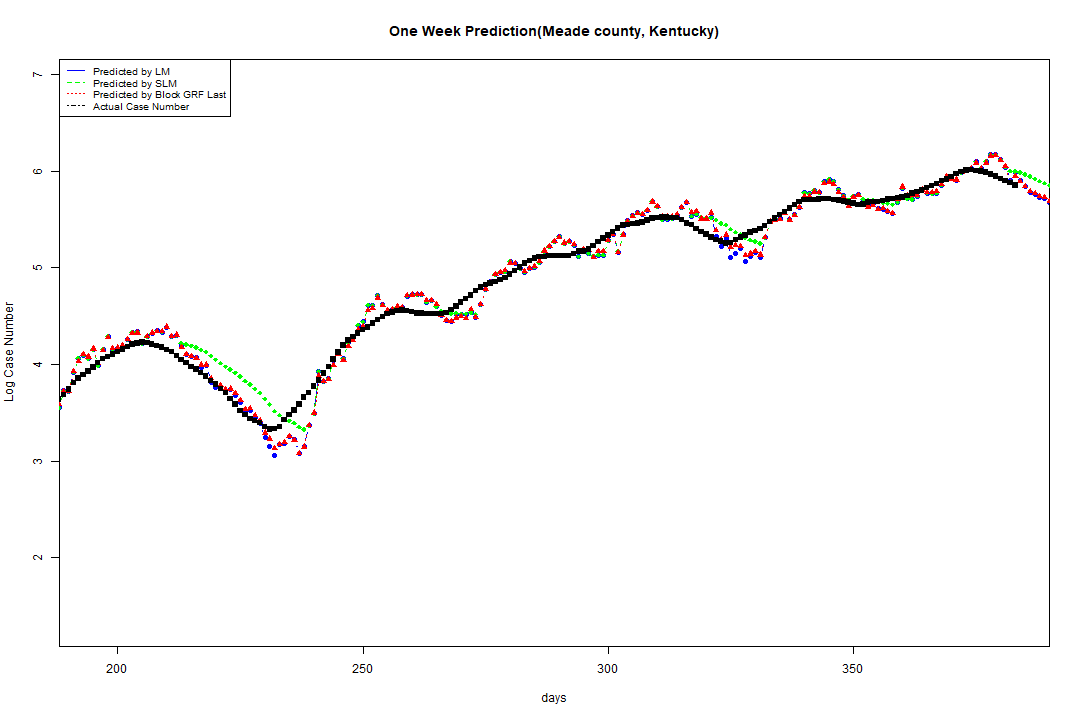 One Week Prediction(Meade county, Kentucky)
Predicted by LM
Predicted by SLM
Predicted by Block GRF Last
Actual Case Number
7
6
5
4
3
2
Log Case Number
200 250 300 350
days